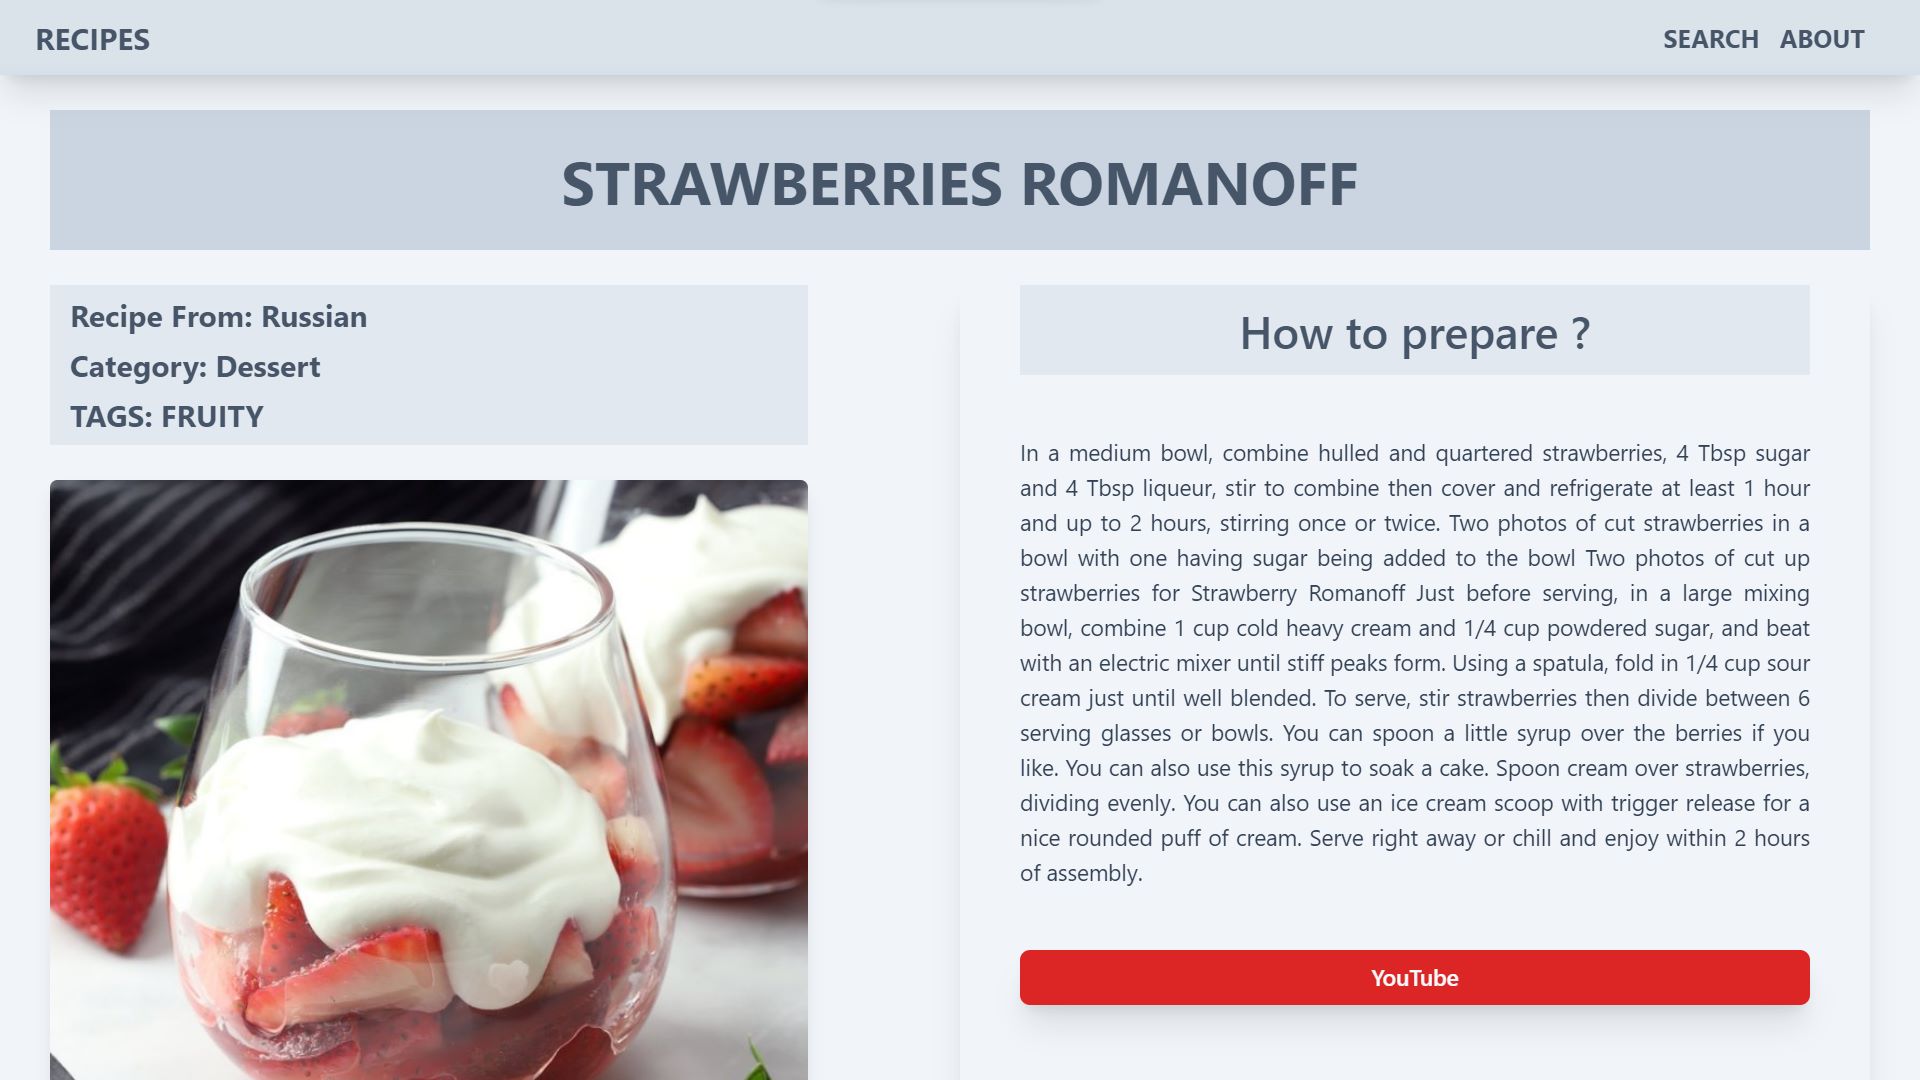 RECIPES
SEARCH ABOUT
STRAWBERRIES ROMANOFF
Recipe From: Russian
Category: Dessert
TAGS: FRUITY
How to prepare ?
In a medium bowl, combine hulled and quartered strawberries, 4 Tbsp sugar
and 4 Tbsp liqueur, stir to combine then cover and refrigerate at least 1 hour
and up to 2 hours, stirring once or twice. Two photos of cut strawberries in a
bowl with one having sugar being added to the bowl Two photos of cut up
strawberries for Strawberry Romanoff Just before serving, in a large mixing
bowl, combine 1 cup cold heavy cream and 1/4 cup powdered sugar, and beat
with an electric mixer until stiff peaks form. Using a spatula, fold in 1/4 cup sour
cream just until well blended. To serve, stir strawberries then divide between 6
serving glasses or bowls. You can spoon a little syrup over the berries if you
like. You can also use this syrup to soak a cake. Spoon cream over strawberries,
dividing evenly. You can also use an ice cream scoop with trigger release for a
nice rounded puff of cream. Serve right away or chill and enjoy within 2 hours
of assembly.
YouTube